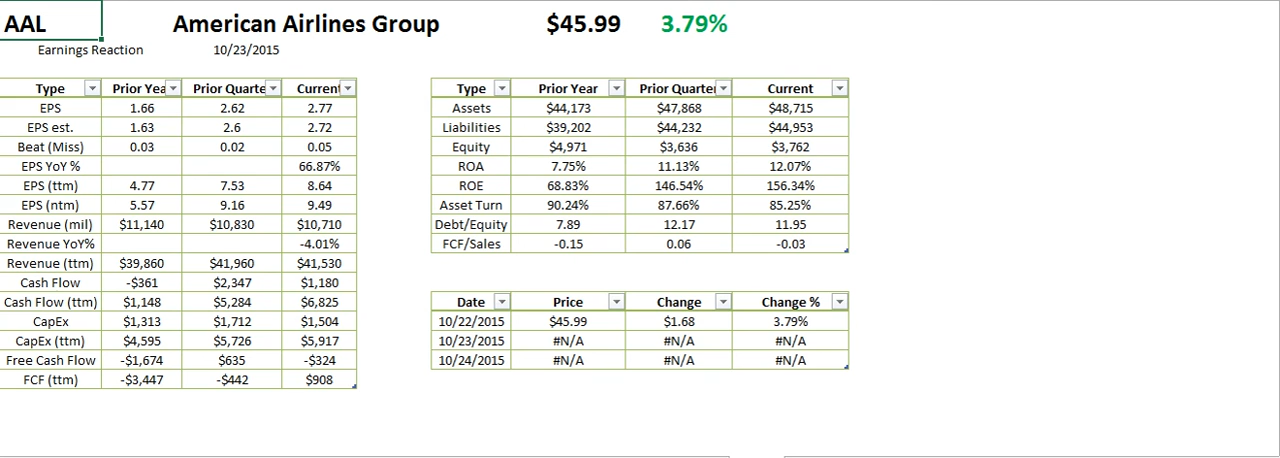 AAL American Airlines Group $45.99 3.79%
Earnings Reaction 10/23/2015
Type Prior Yea Prior Quarte Current
EPS 1.66 2.62 2.77
EPS est. 1.63 2.6 2.72
Beat (Miss) 0.03 0.02 0.05
EPS YoY % 66.87%
EPS (ttm) 4.77 7.53 8.64
EPS (ntm) 5.57 9.16 9.49
Revenue (mil) $11,140 $10,830 $10,710
Revenue YoY% -4.01%
Revenue (ttm) $39,860 $41,960 $41,530
Cash Flow -$361 $2,347 $1,180
Cash Flow (ttm) $1,148 $5,284 $6,825
CapEx $1,313 $1,712 $1,504
CapEx (ttm) $4,595 $5,726 $5,917
Free Cash Flow -$1,674 $635 -$324
FCF (ttm) -$3,447 -$442 $908
Type Prior Year Prior Quarter Current
Assets $44,173 $47,868 $48,715
Liabilities $39,202 $44,232 $44,953
Equity $4,971 $3,636 $3,762
ROA 7.75% 11.13% 12.07%
ROE 68.83% 146.54% 156.34%
Asset Turn 90.24% 87.66% 85.25%
Debt/Equity 7.89 12.17 11.95
FCF/Sales -0.15 0.06 -0.03
Date Price Change Change %
10/22/2015 $45.99 $1.68 3.79%
10/23/2015 #N/A #N/A #N/A
10/24/2015 #N/A #N/A #N/A